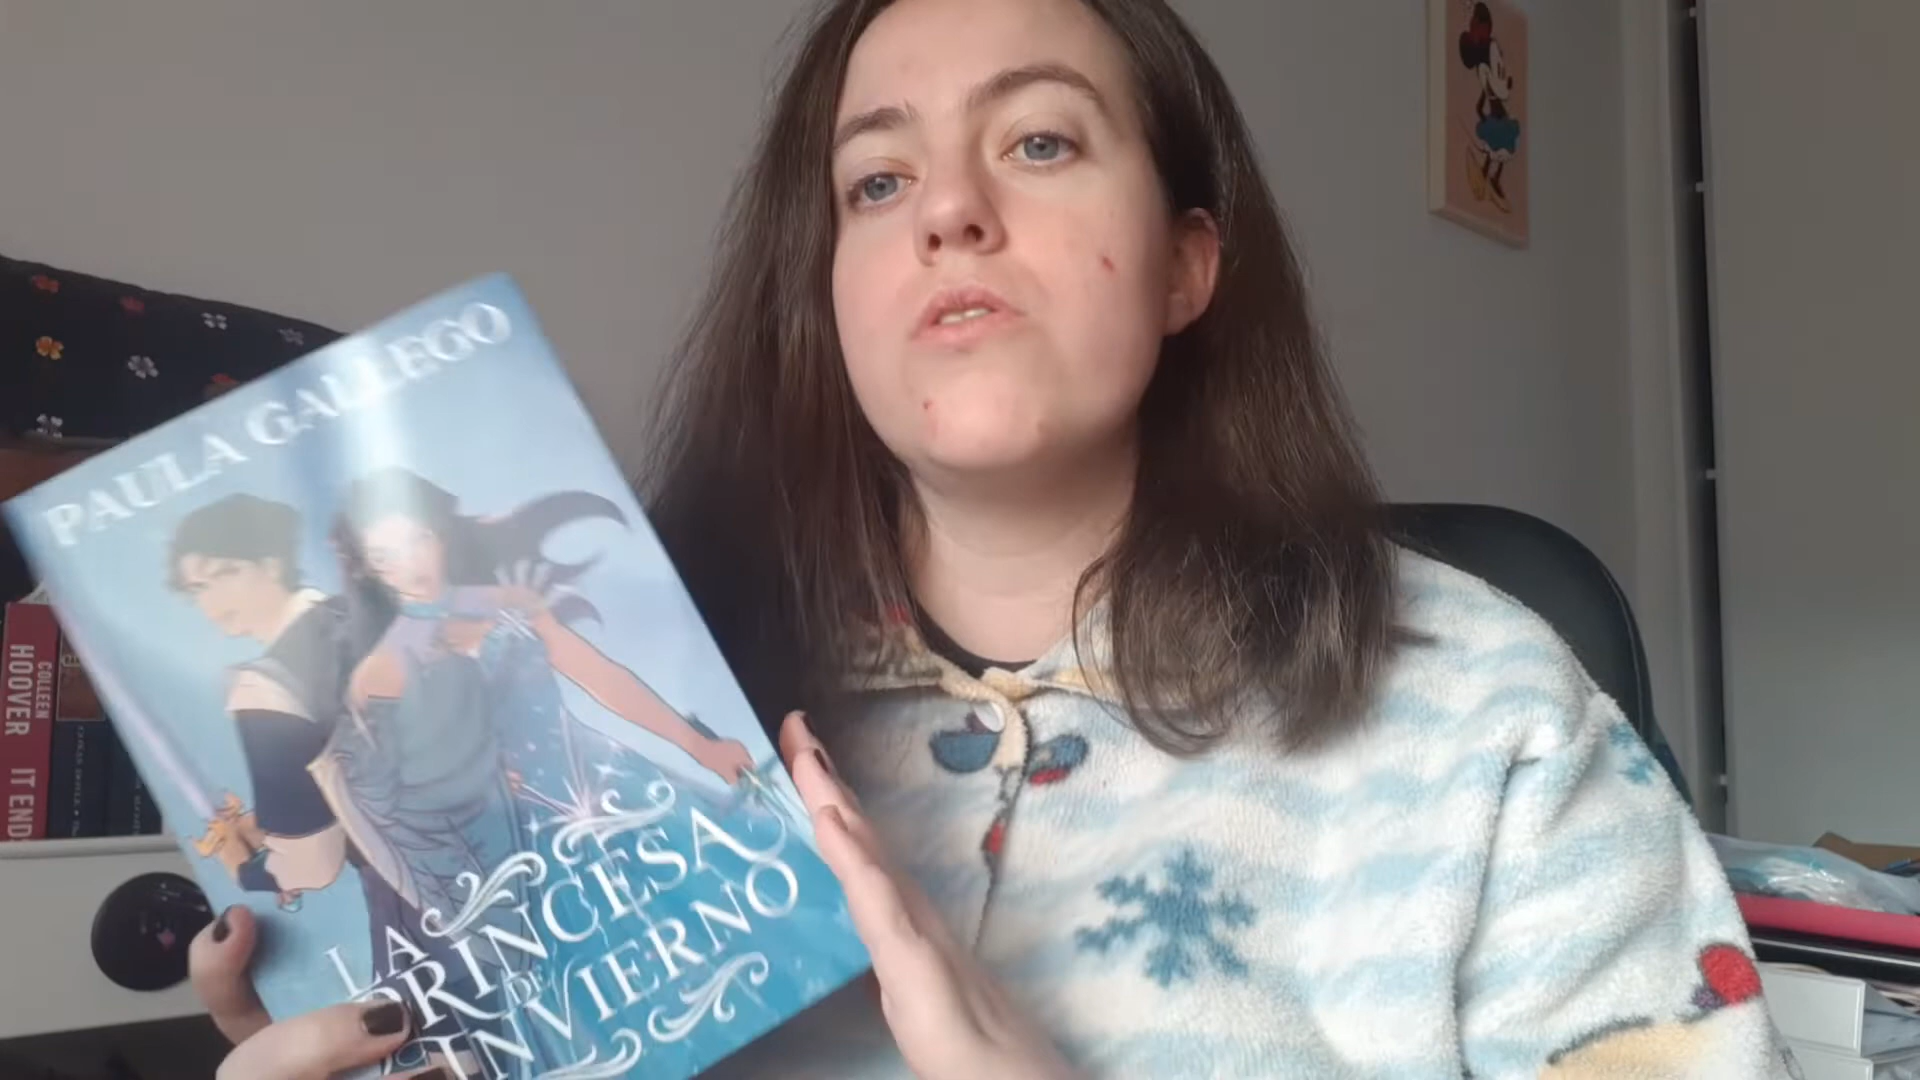 PAULA GALLEGO
LA
PRINCESA
DE
INVIERNO
COLLEEN
HOOVER
IT END